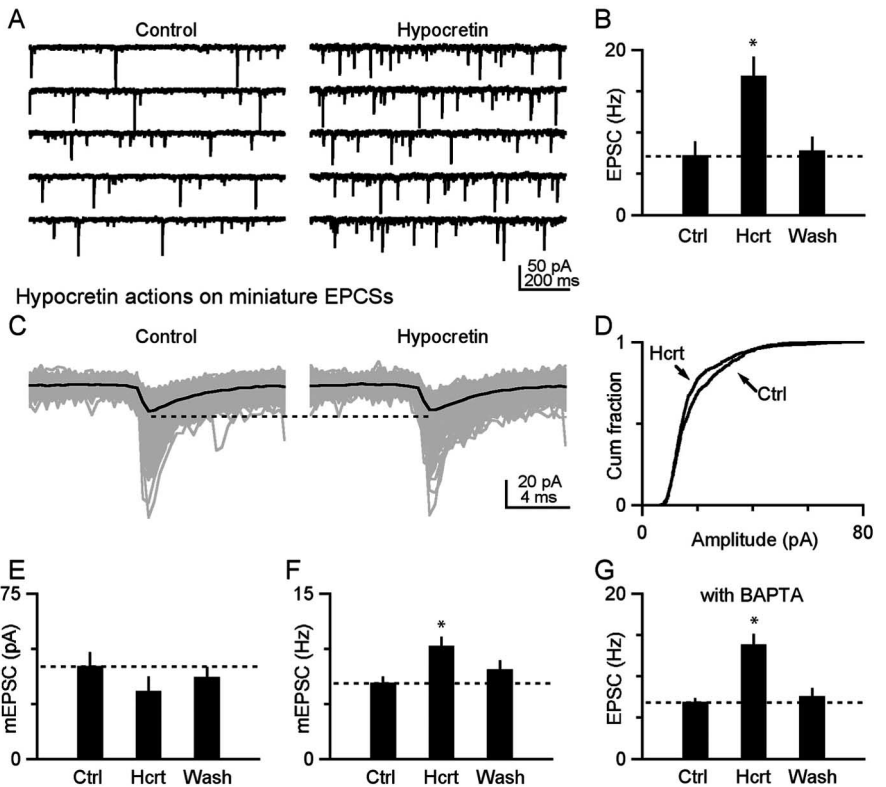 A
Control
Hypocretin
50 pA
200 ms
B
20
EPSC (Hz)
0
*
Ctrl Hcrt Wash
Hypocretin actions on miniature EPCSs
C
Control
Hypocretin
20 pA
4 ms
D
1
Cum fraction
0
Hcrt
Ctrl
0 80
Amplitude (pA)
E
75
mEPSC (pA)
0
Ctrl Hcrt Wash
F
15
mEPSC (Hz)
0
*
Ctrl Hcrt Wash
G
with BAPTA
20
EPSC (Hz)
0
*
Ctrl Hcrt Wash